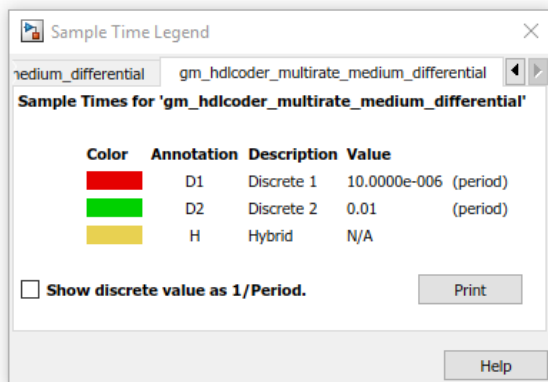 Sample Time Legend
nedium_differential gm_hdlcoder_multirate_medium_differential
Sample Times for 'gm_hdlcoder_multirate_medium_differential'
Color Annotation Description Value
D1 Discrete 1 10.0000e-006 (period)
D2 Discrete 2 0.01 (period)
H Hybrid N/A
Show discrete value as 1/Period. Print
Help